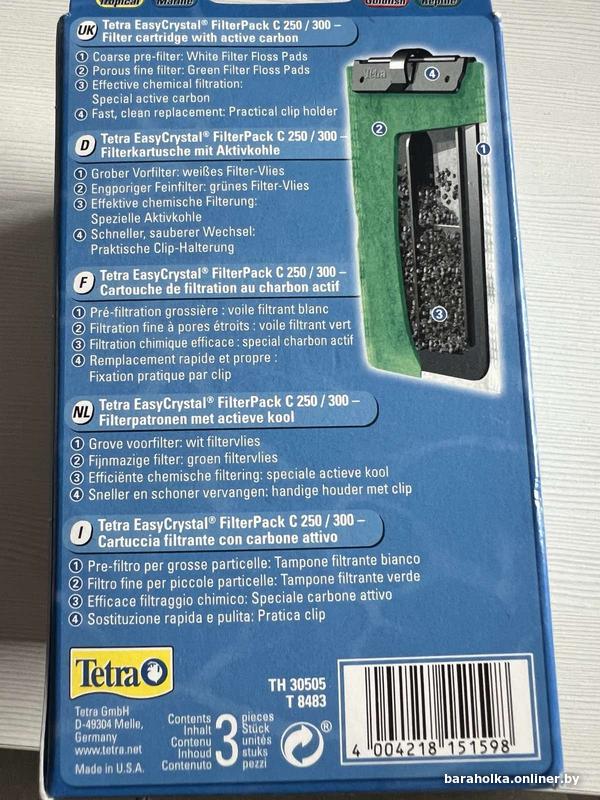 Tropical Marine Goldfish Reptile
UK Tetra EasyCrystal® FilterPack C 250 / 300 –
Filter cartridge with active carbon
① Coarse pre-filter: White Filter Floss Pads
② Porous fine filter: Green Filter Floss Pads
③ Effective chemical filtration:
Special active carbon
④ Fast, clean replacement: Practical clip holder
D Tetra EasyCrystal® FilterPack C 250 / 300 –
Filterkartusche mit Aktivkohle
① Grober Vorfilter: weißes Filter-Vlies
② Engporiger Feinfilter: grünes Filter-Vlies
③ Effektive chemische Filterung:
Spezielle Aktivkohle
④ Schneller, sauberer Wechsel:
Praktische Clip-Halterung
F Tetra EasyCrystal® FilterPack C 250 / 300 –
Cartouche de filtration au charbon actif
① Pré-filtration grossière : voile filtrant blanc
② Filtration fine à pores étroits : voile filtrant vert
③ Filtration chimique efficace : special charbon actif
④ Remplacement rapide et propre :
Fixation pratique par clip
NL Tetra EasyCrystal® FilterPack C 250 / 300 –
Filterpatronen met actieve kool
① Grove voorfilter: wit filtervlies
② Fijnmazige filter: groen filtervlies
③ Efficiënte chemische filtering: speciale actieve kool
④ Sneller en schoner vervangen: handige houder met clip
I Tetra EasyCrystal® FilterPack C 250 / 300 –
Cartuccia filtrante con carbone attivo
① Pre-filtro per grosse particelle: Tampone filtrante bianco
② Filtro fine per piccole particelle: Tampone filtrante verde
③ Efficace filtraggio chimico: Speciale carbone attivo
④ Sostituzione rapida e pulita: Pratica clip
Tetra
④
②
①
③
Tetra
Tetra GmbH
D-49304 Melle,
Germany
www.tetra.net
Made in U.S.A.
Contents 3 pieces
Inhalt Stück
Contenu unités
Inhoud stuks
Contenuto pezzi
®
TH 30505
T 8483
4 004218 151598
baraholka.onliner.by